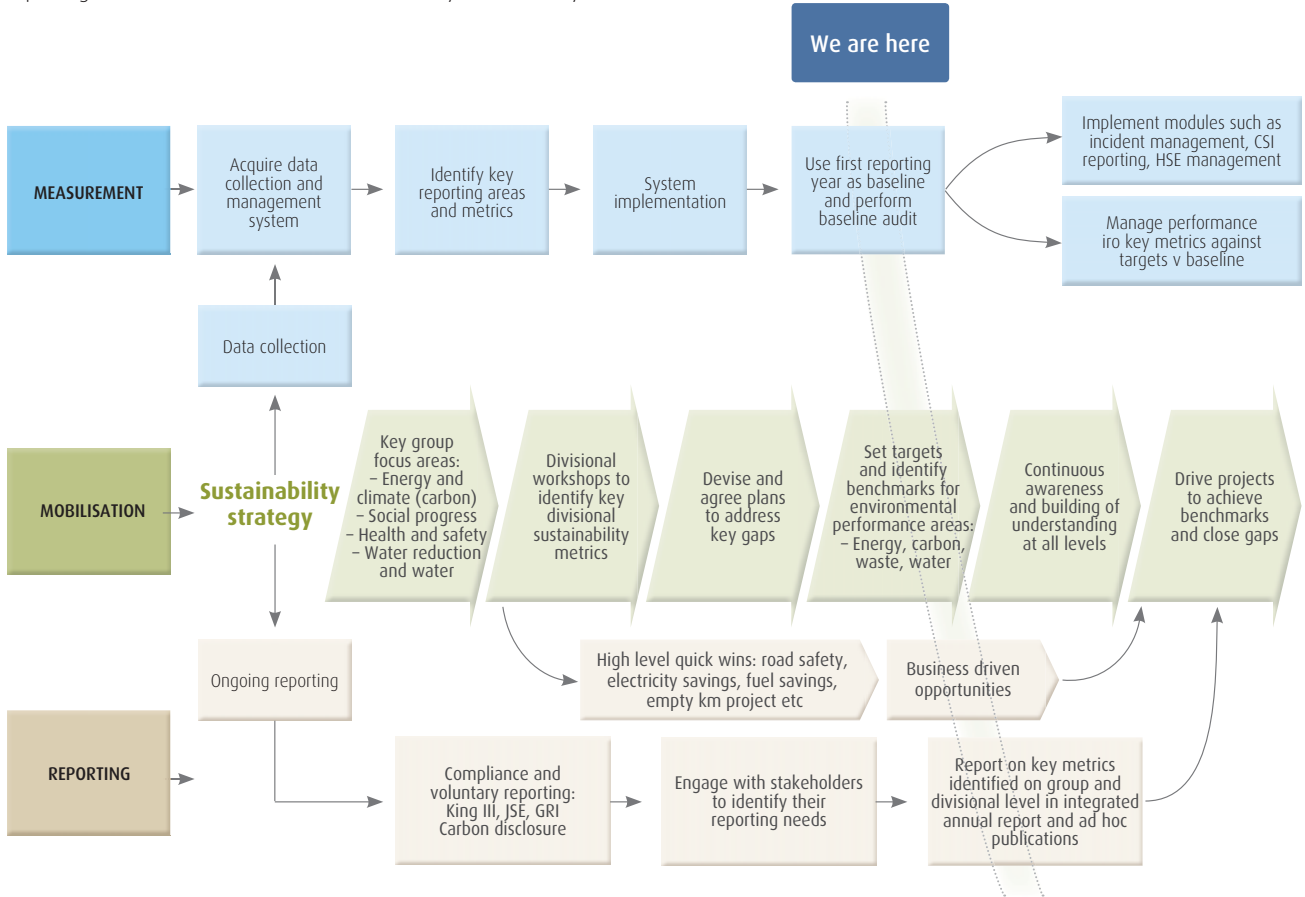 We are here
MEASUREMENT
Acquire data
collection and
management
system
Identify key
reporting areas
and metrics
System
implementation
Use first reporting
year as baseline
and perform
baseline audit
Implement modules such as
incident management, CSI
reporting, HSE management
Manage performance
iro key metrics against
targets v baseline
Data collection
MOBILISATION
Sustainability
strategy
Key group
focus areas:
– Energy and
climate (carbon)
– Social progress
– Health and safety
– Water reduction
and water
Divisional
workshops to
identify key
divisional
sustainability
metrics
Devise and
agree plans
to address
key gaps
Set targets
and identify
benchmarks for
environmental
performance areas:
– Energy, carbon,
waste, water
Continuous
awareness
and building of
understanding
at all levels
Drive projects
to achieve
benchmarks
and close gaps
Ongoing reporting
High level quick wins: road safety,
electricity savings, fuel savings,
empty km project etc
Business driven
opportunities
REPORTING
Compliance and
voluntary reporting:
King III, JSE, GRI
Carbon disclosure
Engage with stakeholders
to identify their
reporting needs
Report on key metrics
identified on group and
divisional level in integrated
annual report and ad hoc
publications